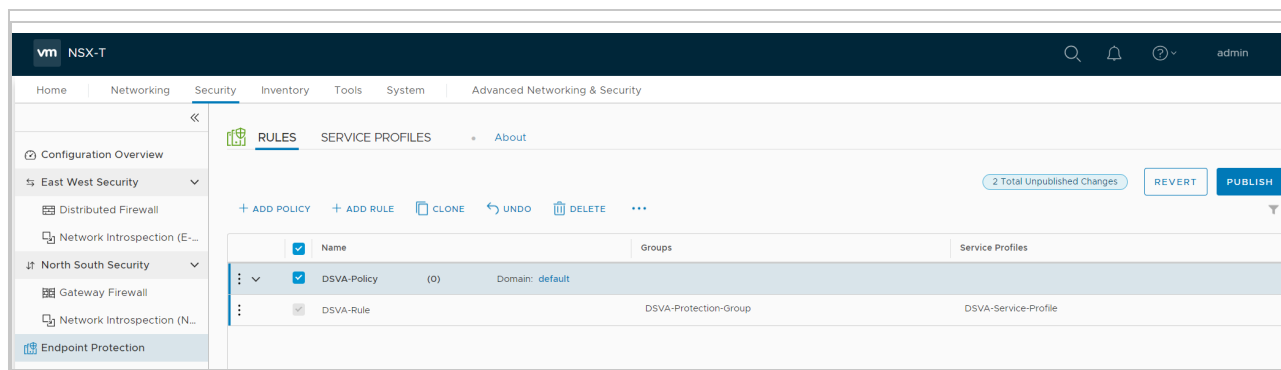 vm NSX-T admin
Home Networking Security Inventory Tools System Advanced Networking & Security
RULES SERVICE PROFILES About
Configuration Overview
2 Total Unpublished Changes REVERT PUBLISH
East West Security
+ ADD POLICY + ADD RULE CLONE UNDO DELETE ...
Distributed Firewall
Network Introspection (E-...
Name Groups Service Profiles
North South Security
DSVA-Policy (0) Domain: default
Gateway Firewall
DSVA-Rule DSVA-Protection-Group DSVA-Service-Profile
Network Introspection (N...
Endpoint Protection